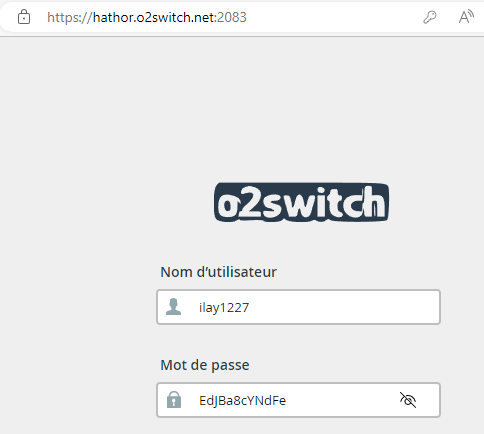 https://hathor.o2switch.net:2083
o2switch
Nom d'utilisateur
ilay1227
Mot de passe
EdJBa8cYNdFe